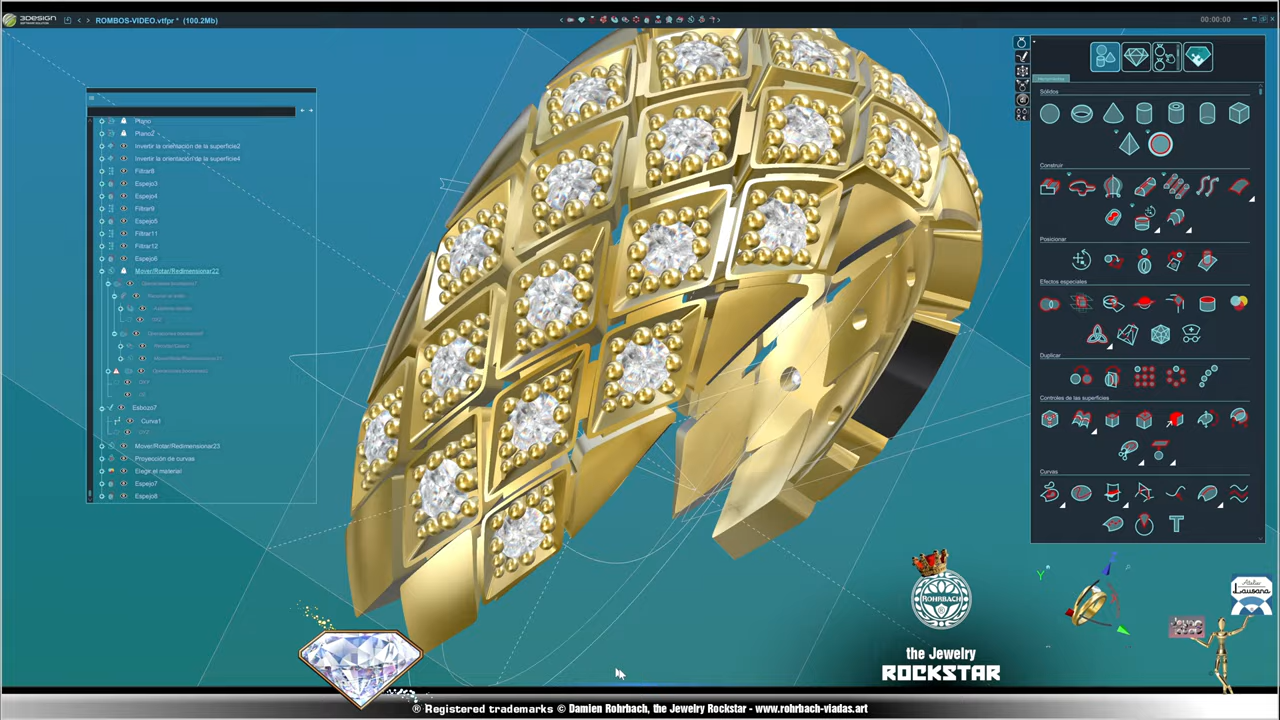 3DESIGN
ROMBOS-VIDEO.vtfpr * (100.2Mb)
00:00:00
Plano
Plano2
Invertir la orientación de la superficie2
Invertir la orientación de la superficie4
Filtrar8
Espejo3
Espejo4
Filtrar9
Espejo5
Filtrar11
Filtrar12
Espejo6
Mover/Rotar/Redimensionar22
Esbozo7
Curva1
Mover/Rotar/Redimensionar23
Proyección de curvas
Elegir el material
Espejo7
Espejo8
Herramientas
Sólidos
Construir
Posicionar
Efectos especiales
Duplicar
Controles de las superficies
Curvas
Y
Z
ROHRBACH
the Jewelry
ROCKSTAR
Atelier
Lausana
® Registered trademarks © Damien Rohrbach, the Jewelry Rockstar - www.rohrbach-viadas.art